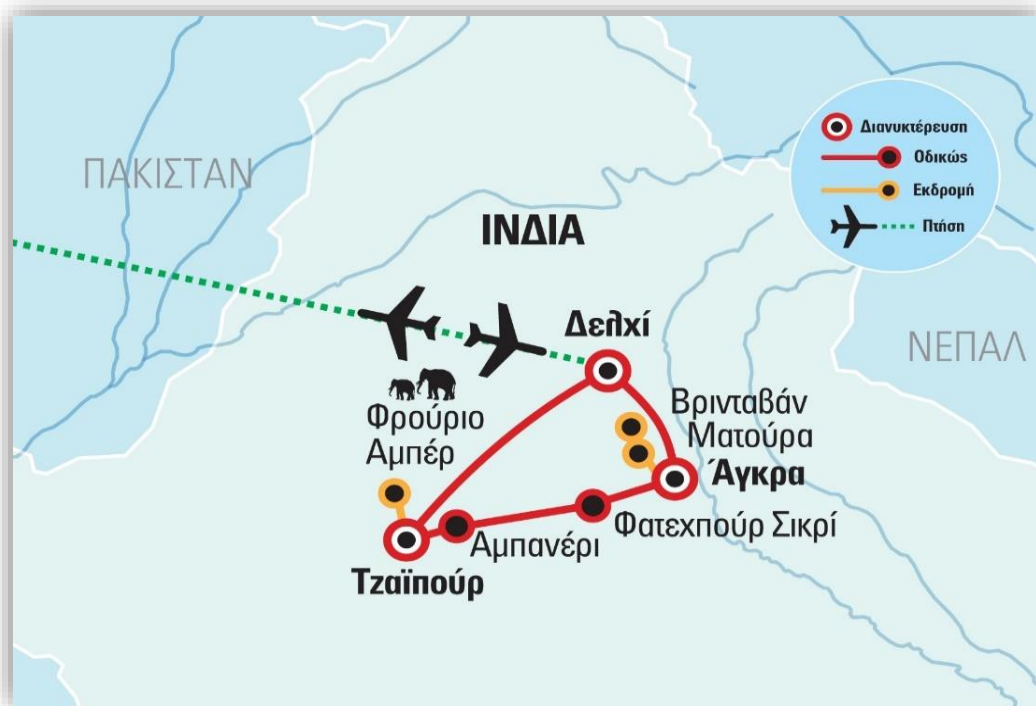 ΠΑΚΙΣΤΑΝ
ΙΝΔΙΑ
ΝΕΠΑΛ
Διανυκτέρευση
Οδικώς
Εκδρομή
Πτήση
Δελχί
Φρούριο
Αμπέρ
Βρινταβάν
Ματούρα
Άγκρα
Φατεχπούρ Σικρί
Αμπανέρι
Τζαϊπούρ